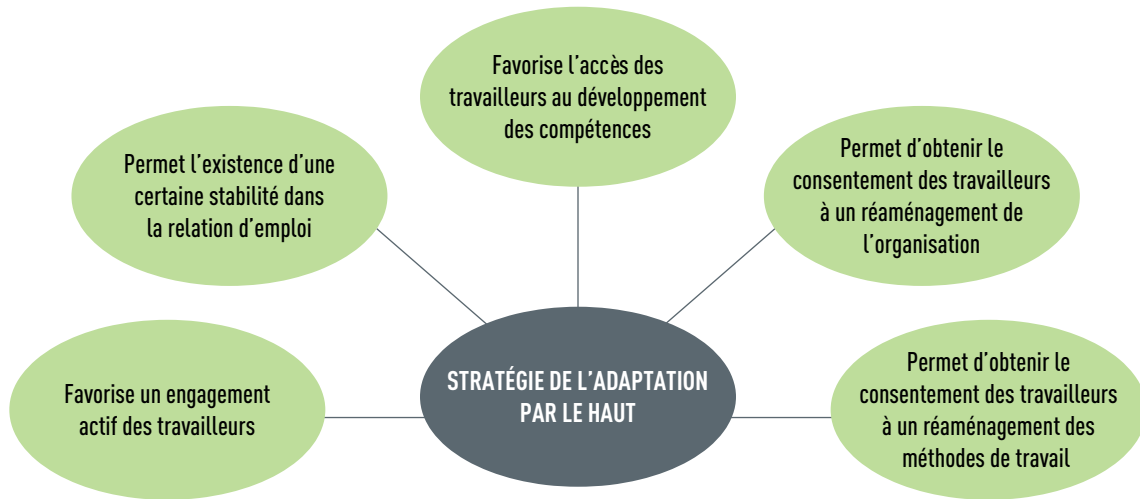 Favorise l'accès des
travailleurs au développement
des compétences
Permet l'existence d'une
certaine stabilité dans
la relation d'emploi
Permet d'obtenir le
consentement des travailleurs
à un réaménagement de
l'organisation
Favorise un engagement
actif des travailleurs
STRATÉGIE DE L'ADAPTATION
PAR LE HAUT
Permet d'obtenir le
consentement des travailleurs
à un réaménagement des
méthodes de travail